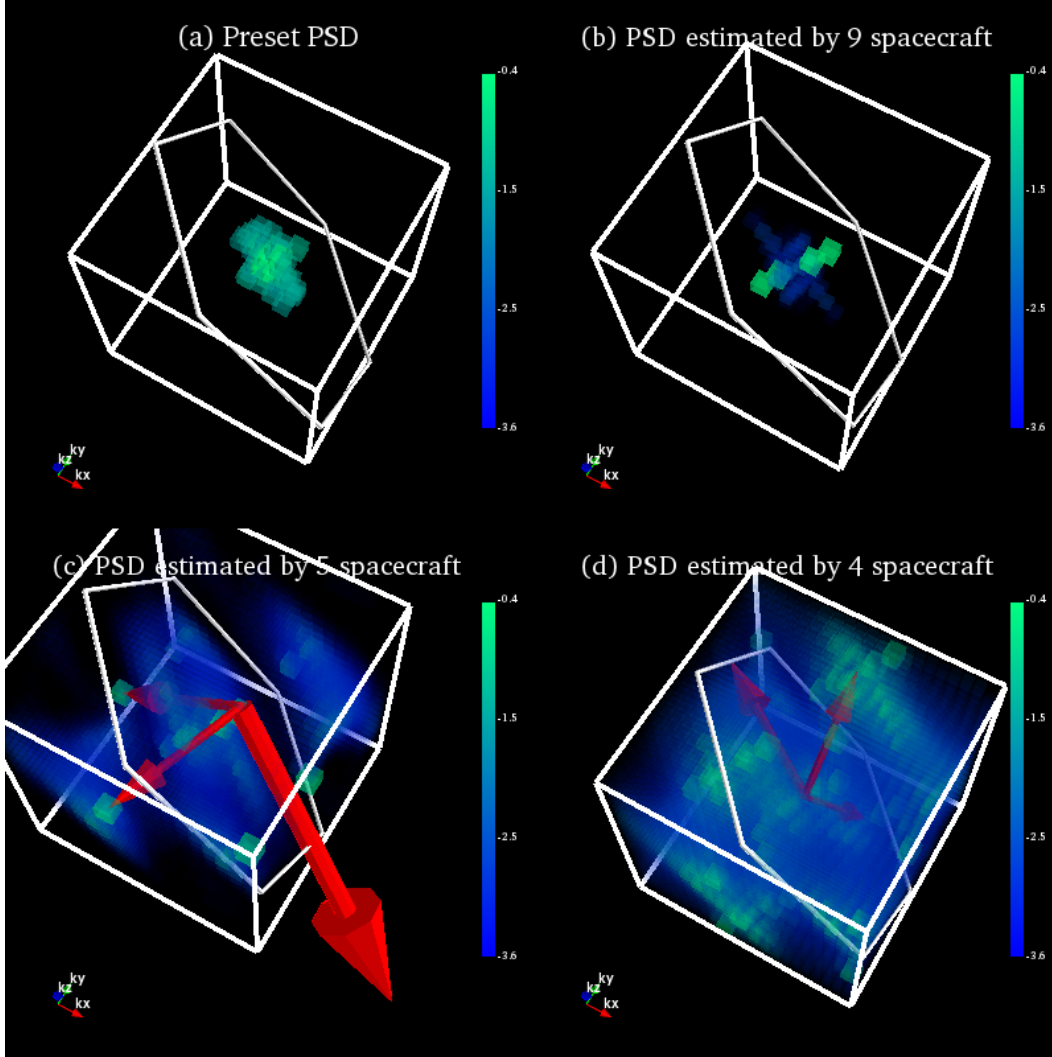 (a) Preset PSD
-0.4
-1.5
-2.5
-3.6
ky
kz
kx
(b) PSD estimated by 9 spacecraft
-0.4
-1.5
-2.5
-3.6
ky
kz
kx
(c) PSD estimated by 5 spacecraft
-0.4
-1.5
-2.5
-3.6
ky
kz
kx
(d) PSD estimated by 4 spacecraft
-0.4
-1.5
-2.5
-3.6
ky
kz
kx